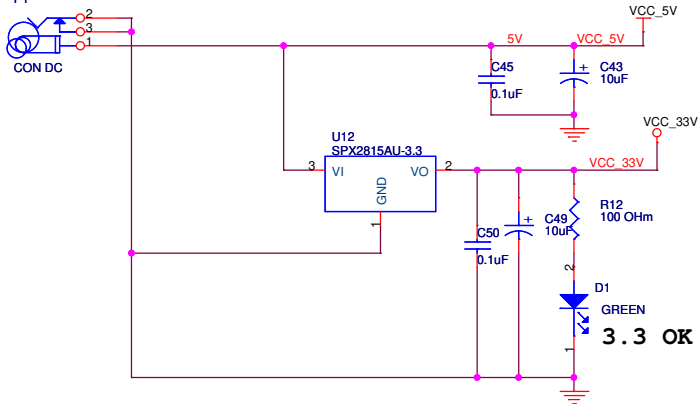 2
3
1
CON DC
VCC_5V
5V
VCC_5V
C45
0.1uF
C43
10uF
+
VCC_33V
U12
SPX2815AU-3.3
3
VI
VO
2
GND
1
VCC_33V
+
C50
0.1uF
C49
10uF
R12
100 OHm
2
D1
GREEN
3.3 OK
1